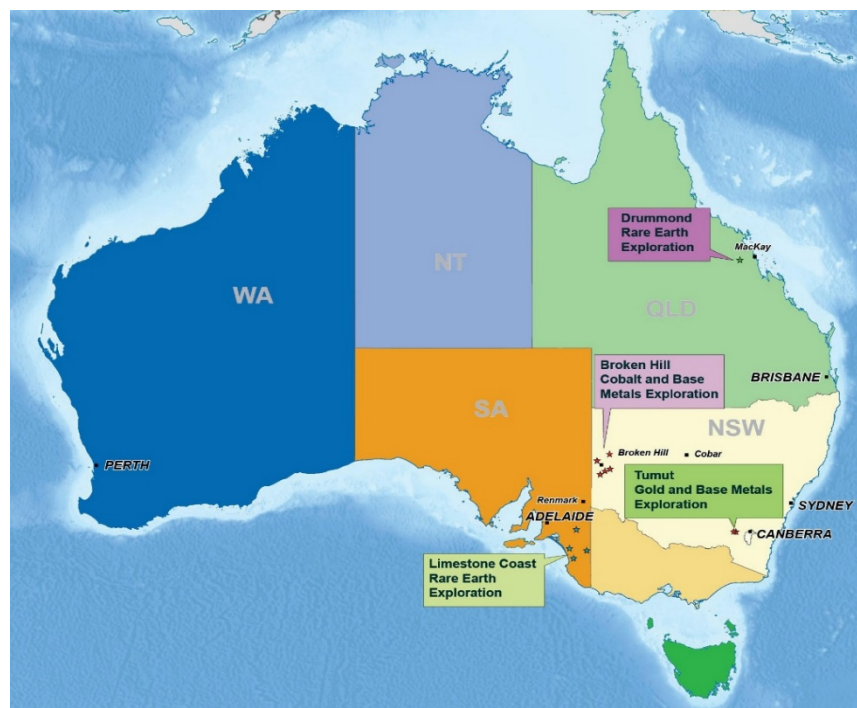 Drummond
Rare Earth
Exploration
MacKay
NT
WA
QLD
Broken Hill
Cobalt and Base
Metals Exploration
BRISBANE
SA
NSW
Broken Hill
Cobar
PERTH
Tumut
Gold and Base Metals
Exploration
Renmark
SYDNEY
ADELAIDE
CANBERRA
Limestone Coast
Rare Earth
Exploration